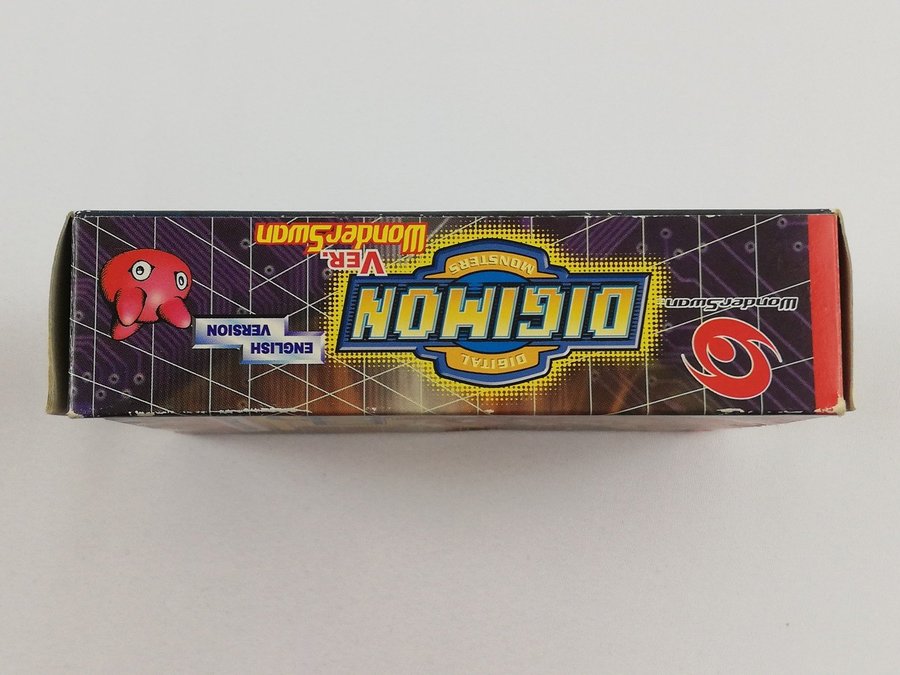 WonderSwan
DIGITAL
DIGIMON
MONSTERS
VER.
WonderSwan
ENGLISH
VERSION